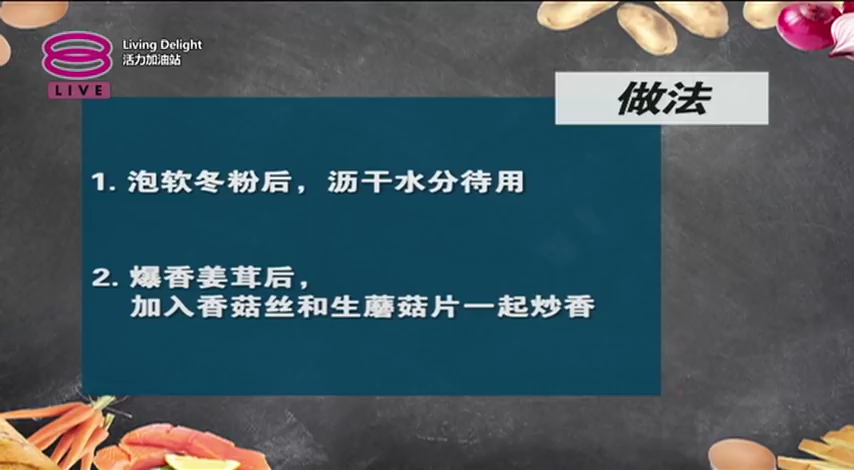 Living Delight
活力加油站
LIVE
做法
1. 泡软冬粉后，沥干水分待用
2. 爆香姜茸后，
加入香菇丝和生蘑菇片一起炒香